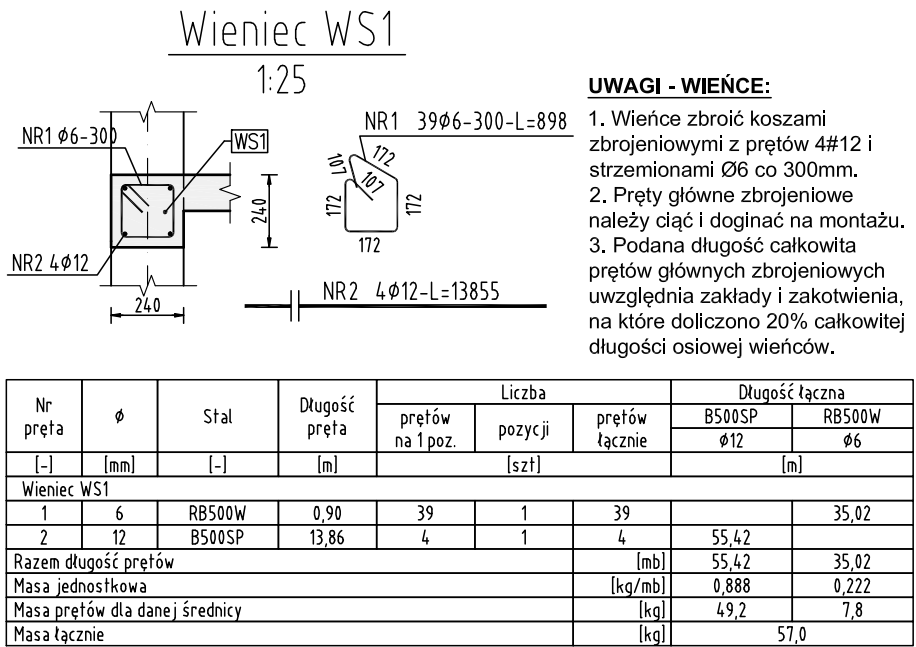 Wieniec WS1
1:25
NR1 ϕ6-300
WS1
240
NR2 4ϕ12
240
NR1 39ϕ6-300-L=898
107
172
107
172
172
172
NR2 4ϕ12-L=13855
UWAGI - WIEŃCE:
1. Wieńce zbroić koszami
zbrojeniowymi z prętów 4#12 i
strzemionami Ø6 co 300mm.
2. Pręty główne zbrojeniowe
należy ciąć i doginać na montażu.
3. Podana długość całkowita
prętów głównych zbrojeniowych
uwzględnia zakłady i zakotwienia,
na które doliczono 20% całkowitej
długości osiowej wieńców.
Nr pręta ϕ Stal Długość pręta Liczba Długość łączna
prętów na 1 poz. pozycji prętów łącznie B500SP RB500W
ϕ12 ϕ6
[-] [mm] [-] [m] [szt] [m]
Wieniec WS1
1 6 RB500W 0,90 39 1 39 35,02
2 12 B500SP 13,86 4 1 4 55,42
Razem długość prętów [mb] 55,42 35,02
Masa jednostkowa [kg/mb] 0,888 0,222
Masa prętów dla danej średnicy [kg] 49,2 7,8
Masa łącznie [kg] 57,0